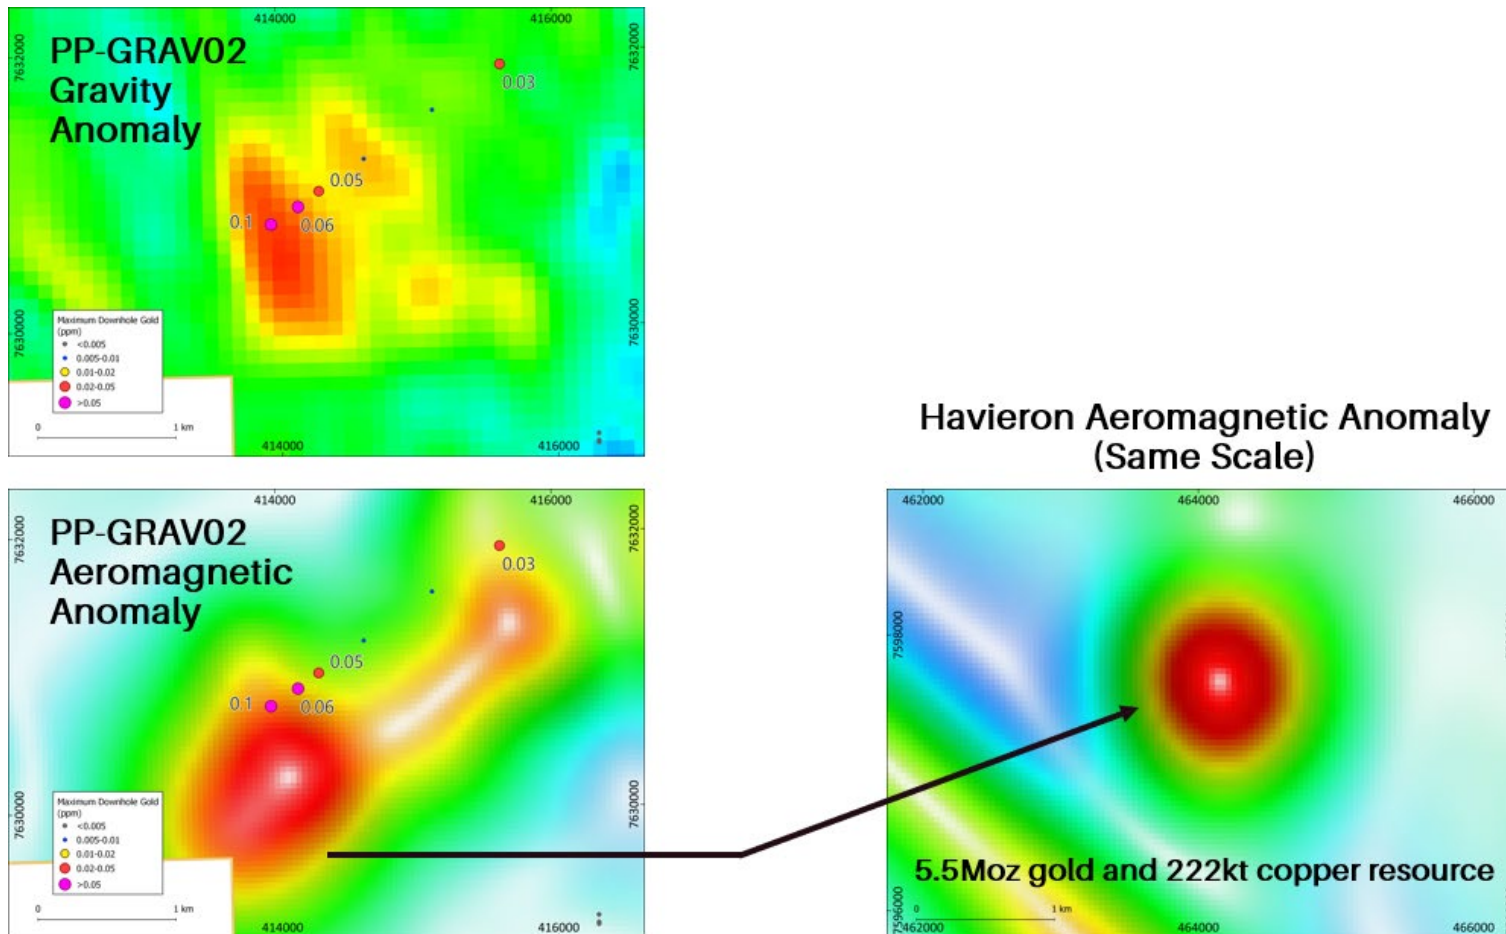 414000
416000
7632000
7632000
PP-GRAV02
Gravity
Anomaly
0.03
0.05
0.1
0.06
7630000
7630000
Maximum Downhole Gold
(ppm)
<0.005
0.005-0.01
0.01-0.02
0.02-0.05
>0.05
0
1 km
414000
416000
414000
416000
7632000
7632000
PP-GRAV02
Aeromagnetic
Anomaly
0.03
0.05
0.1
0.06
7630000
7630000
Maximum Downhole Gold
(ppm)
<0.005
0.005-0.01
0.01-0.02
0.02-0.05
>0.05
0
1 km
414000
416000
Havieron Aeromagnetic Anomaly
(Same Scale)
462000
464000
466000
7598000
5.5Moz gold and 222kt copper resource
7596000
0
1 km
462000
464000
466000